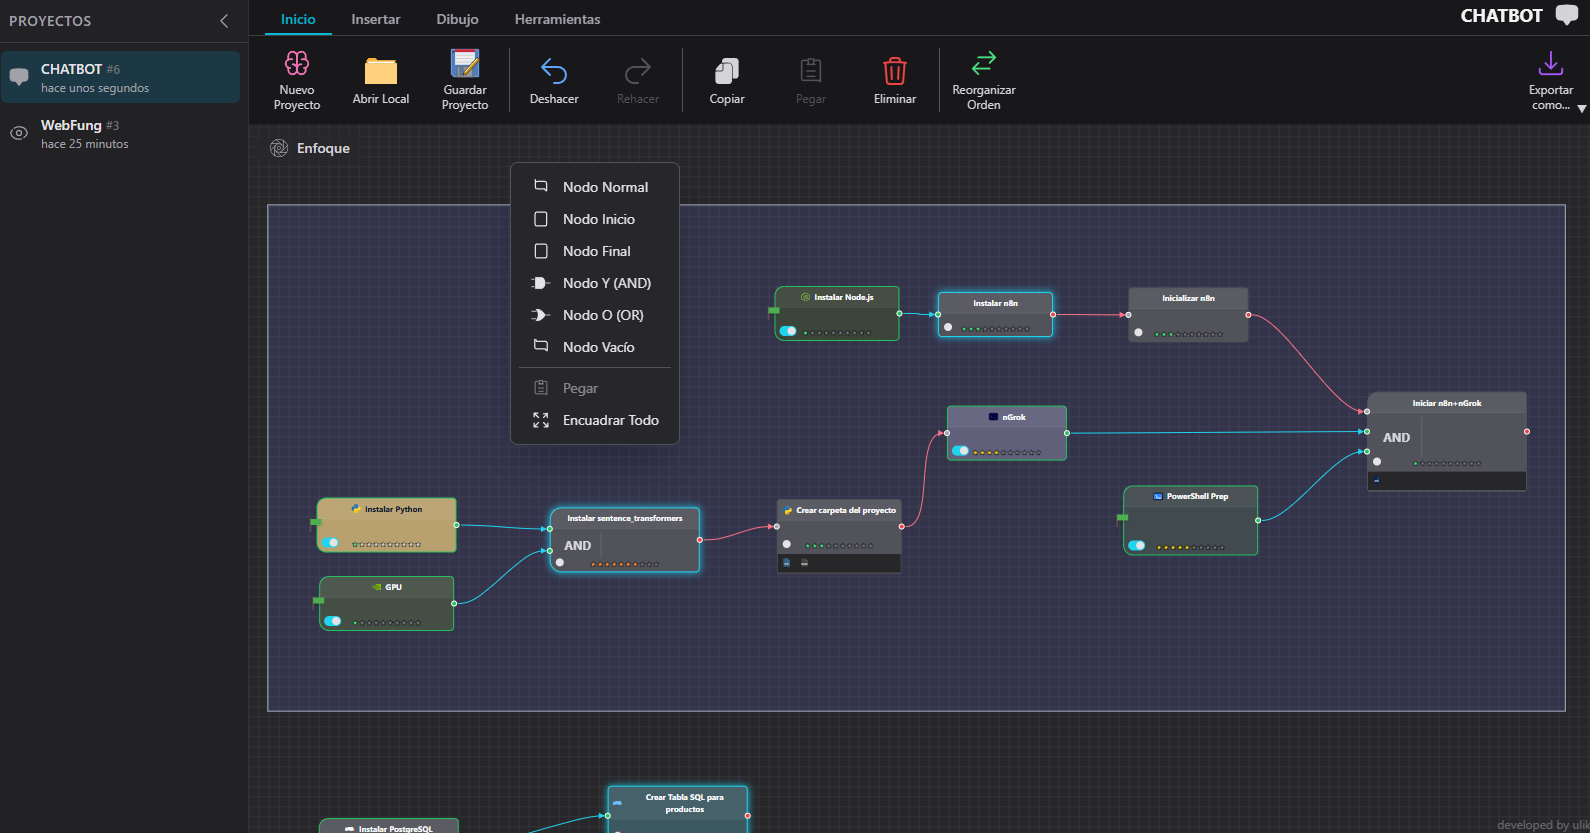 PROYECTOS
CHATBOT #6
hace unos segundos
WebFung #3
hace 25 minutos
Inicio
Insertar
Dibujo
Herramientas
CHATBOT
Nuevo
Proyecto
Abrir Local
Guardar
Proyecto
Deshacer
Rehacer
Copiar
Pegar
Eliminar
Reorganizar
Orden
Exportar
como...
Enfoque
Nodo Normal
Nodo Inicio
Nodo Final
Nodo Y (AND)
Nodo O (OR)
Nodo Vacío
Pegar
Encuadrar Todo
Instalar Node.js
Instalar n8n
Inicializar n8n
nGrok
Iniciar n8n+nGrok
AND
Instalar Python
Instalar sentence_transformers
AND
Crear carpeta del proyecto
PowerShell Prep
GPU
Crear Tabla SQL para
productos
Instalar PostgreSQL
developed by ulik